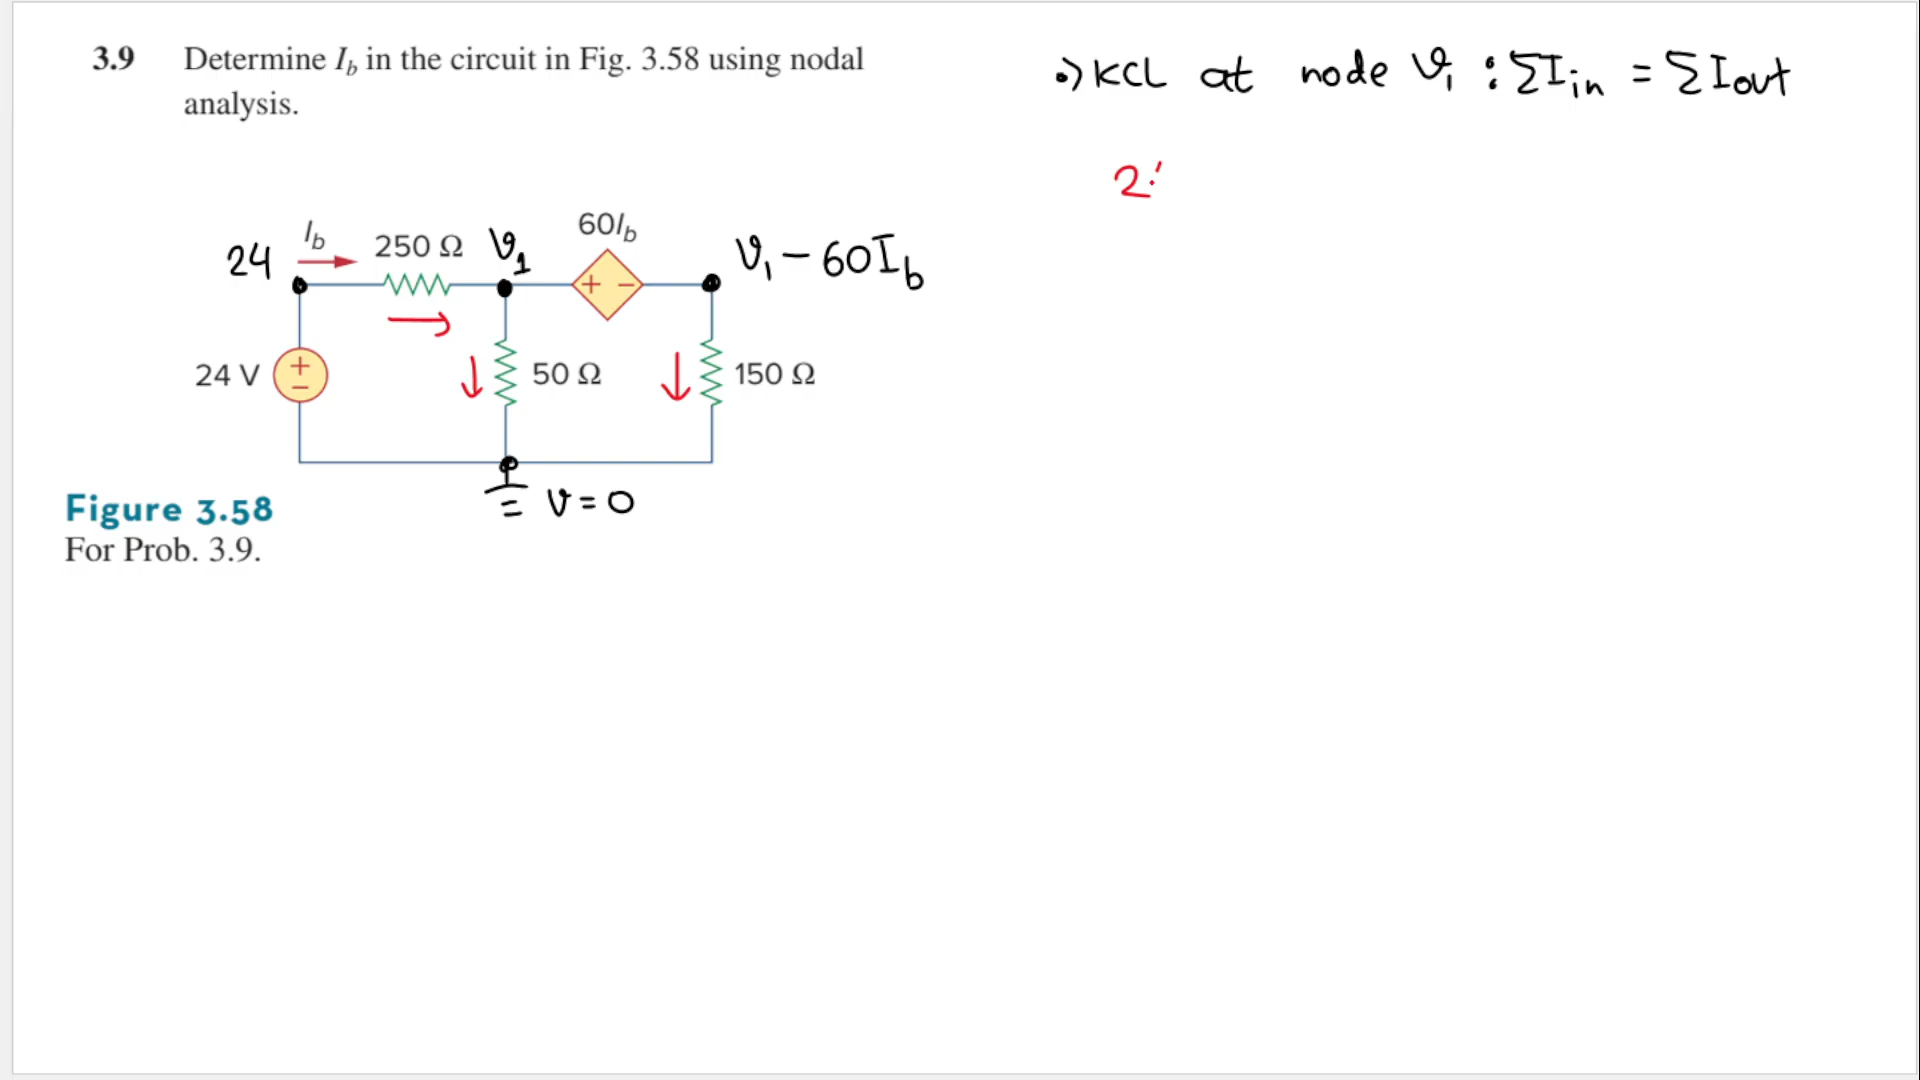 3.9 Determine I_b in the circuit in Fig. 3.58 using nodal
analysis.
•) KCL at node V₁ : ΣI_in = ΣI_out
2
60I_b
I_b
250 Ω
V₁
24
V₁ − 60I_b
+ −
24 V
+
−
50 Ω
150 Ω
V = 0
Figure 3.58
For Prob. 3.9.